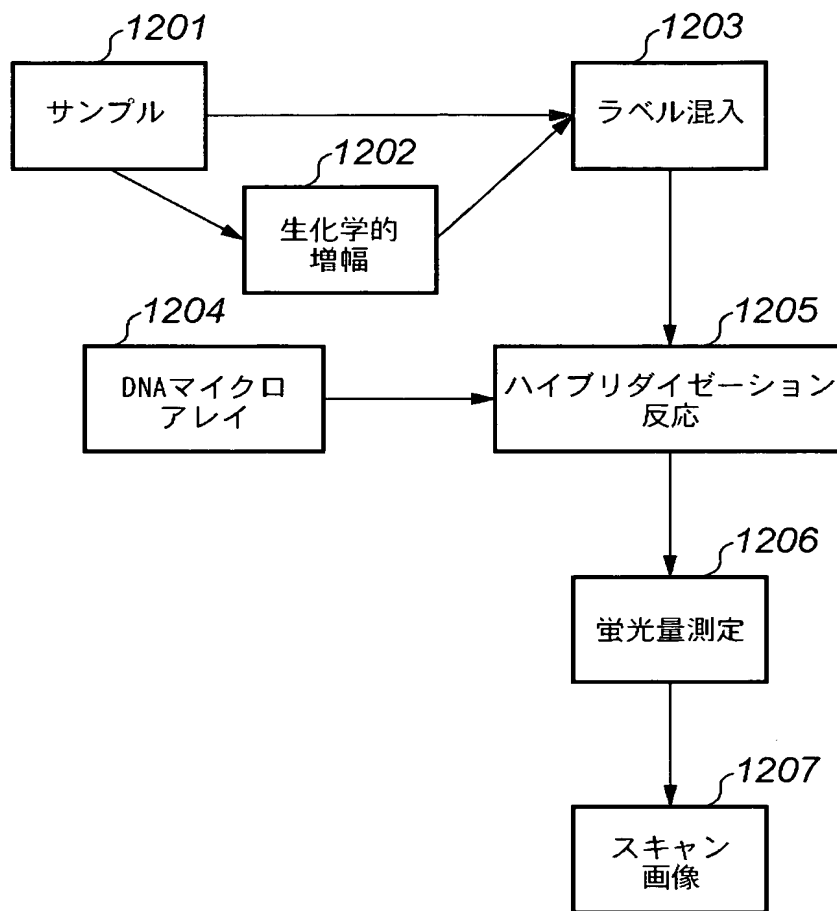 1201
サンプル
1203
ラベル混入
1202
生化学的
増幅
1204
DNAマイクロ
アレイ
1205
ハイブリダイゼーション
反応
1206
蛍光量測定
1207
スキャン
画像